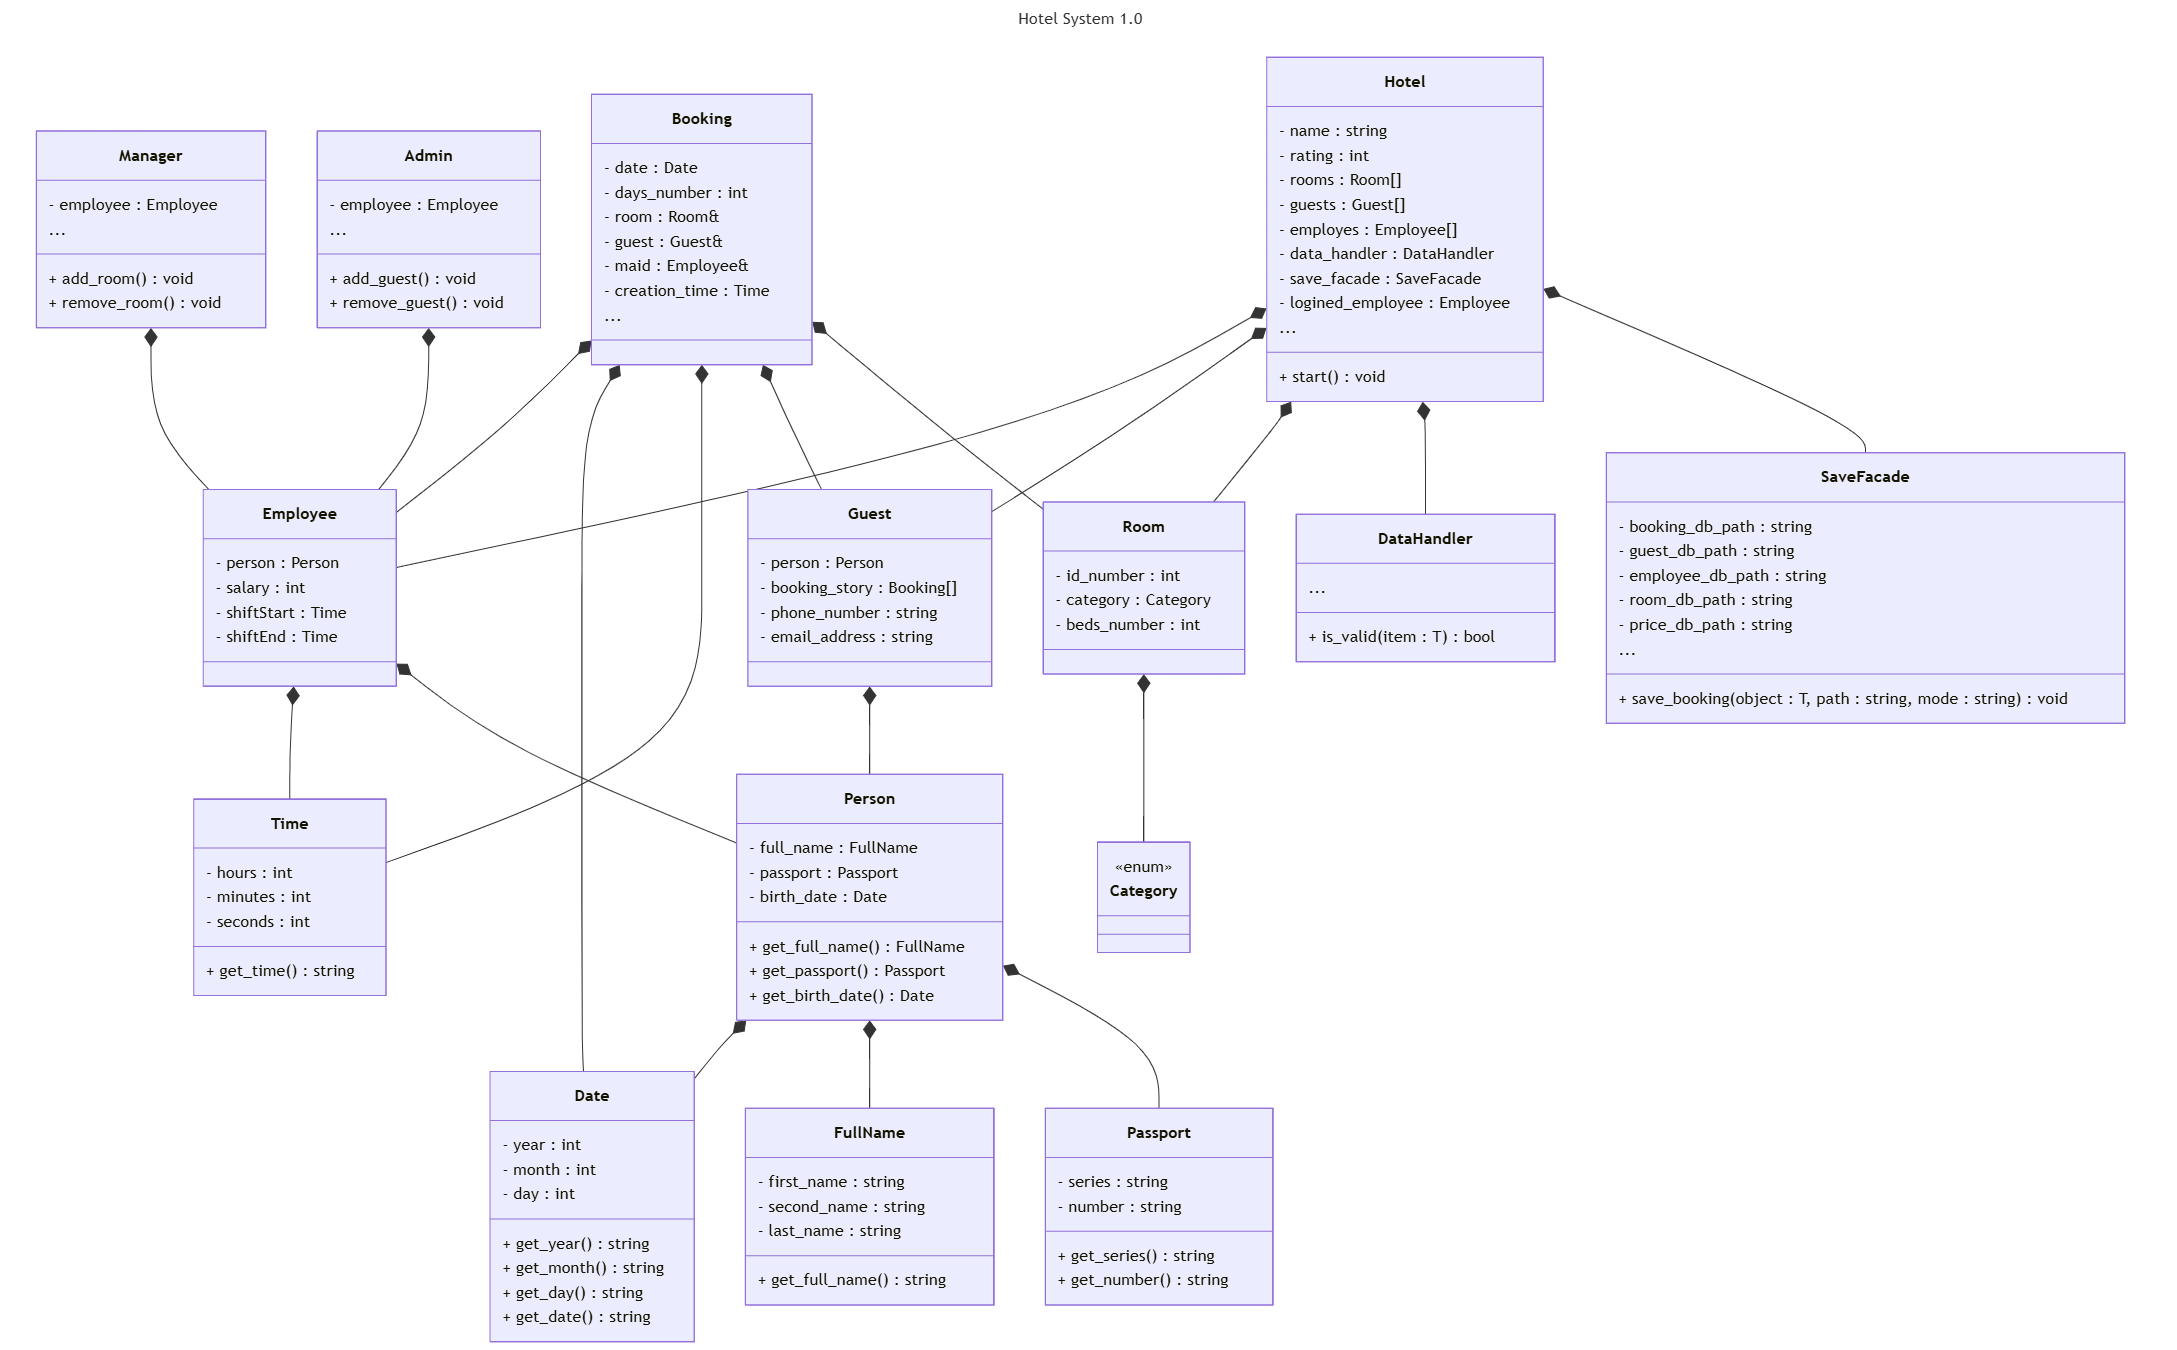 Hotel System 1.0
Manager
- employee : Employee
...
+ add_room() : void
+ remove_room() : void
Admin
- employee : Employee
...
+ add_guest() : void
+ remove_guest() : void
Booking
- date : Date
- days_number : int
- room : Room&
- guest : Guest&
- maid : Employee&
- creation_time : Time
...
Hotel
- name : string
- rating : int
- rooms : Room[]
- guests : Guest[]
- employes : Employee[]
- data_handler : DataHandler
- save_facade : SaveFacade
- logined_employee : Employee
...
+ start() : void
Employee
- person : Person
- salary : int
- shiftStart : Time
- shiftEnd : Time
Guest
- person : Person
- booking_story : Booking[]
- phone_number : string
- email_address : string
Room
- id_number : int
- category : Category
- beds_number : int
DataHandler
...
+ is_valid(item : T) : bool
SaveFacade
- booking_db_path : string
- guest_db_path : string
- employee_db_path : string
- room_db_path : string
- price_db_path : string
...
+ save_booking(object : T, path : string, mode : string) : void
Time
- hours : int
- minutes : int
- seconds : int
+ get_time() : string
Person
- full_name : FullName
- passport : Passport
- birth_date : Date
+ get_full_name() : FullName
+ get_passport() : Passport
+ get_birth_date() : Date
«enum»
Category
Date
- year : int
- month : int
- day : int
+ get_year() : string
+ get_month() : string
+ get_day() : string
+ get_date() : string
FullName
- first_name : string
- second_name : string
- last_name : string
+ get_full_name() : string
Passport
- series : string
- number : string
+ get_series() : string
+ get_number() : string